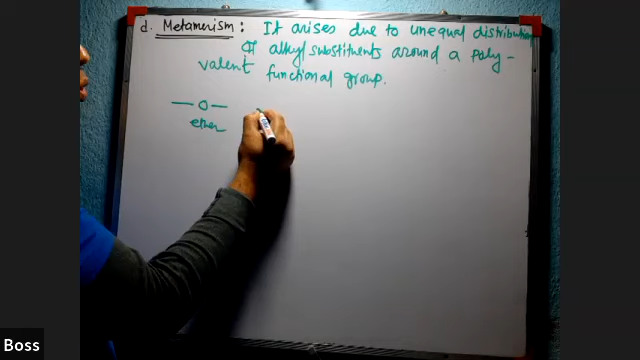 d. Metamerism : It arises due to unequal distribution
of alkyl substituents around a poly-
valent functional group.
— O —
ether
Boss